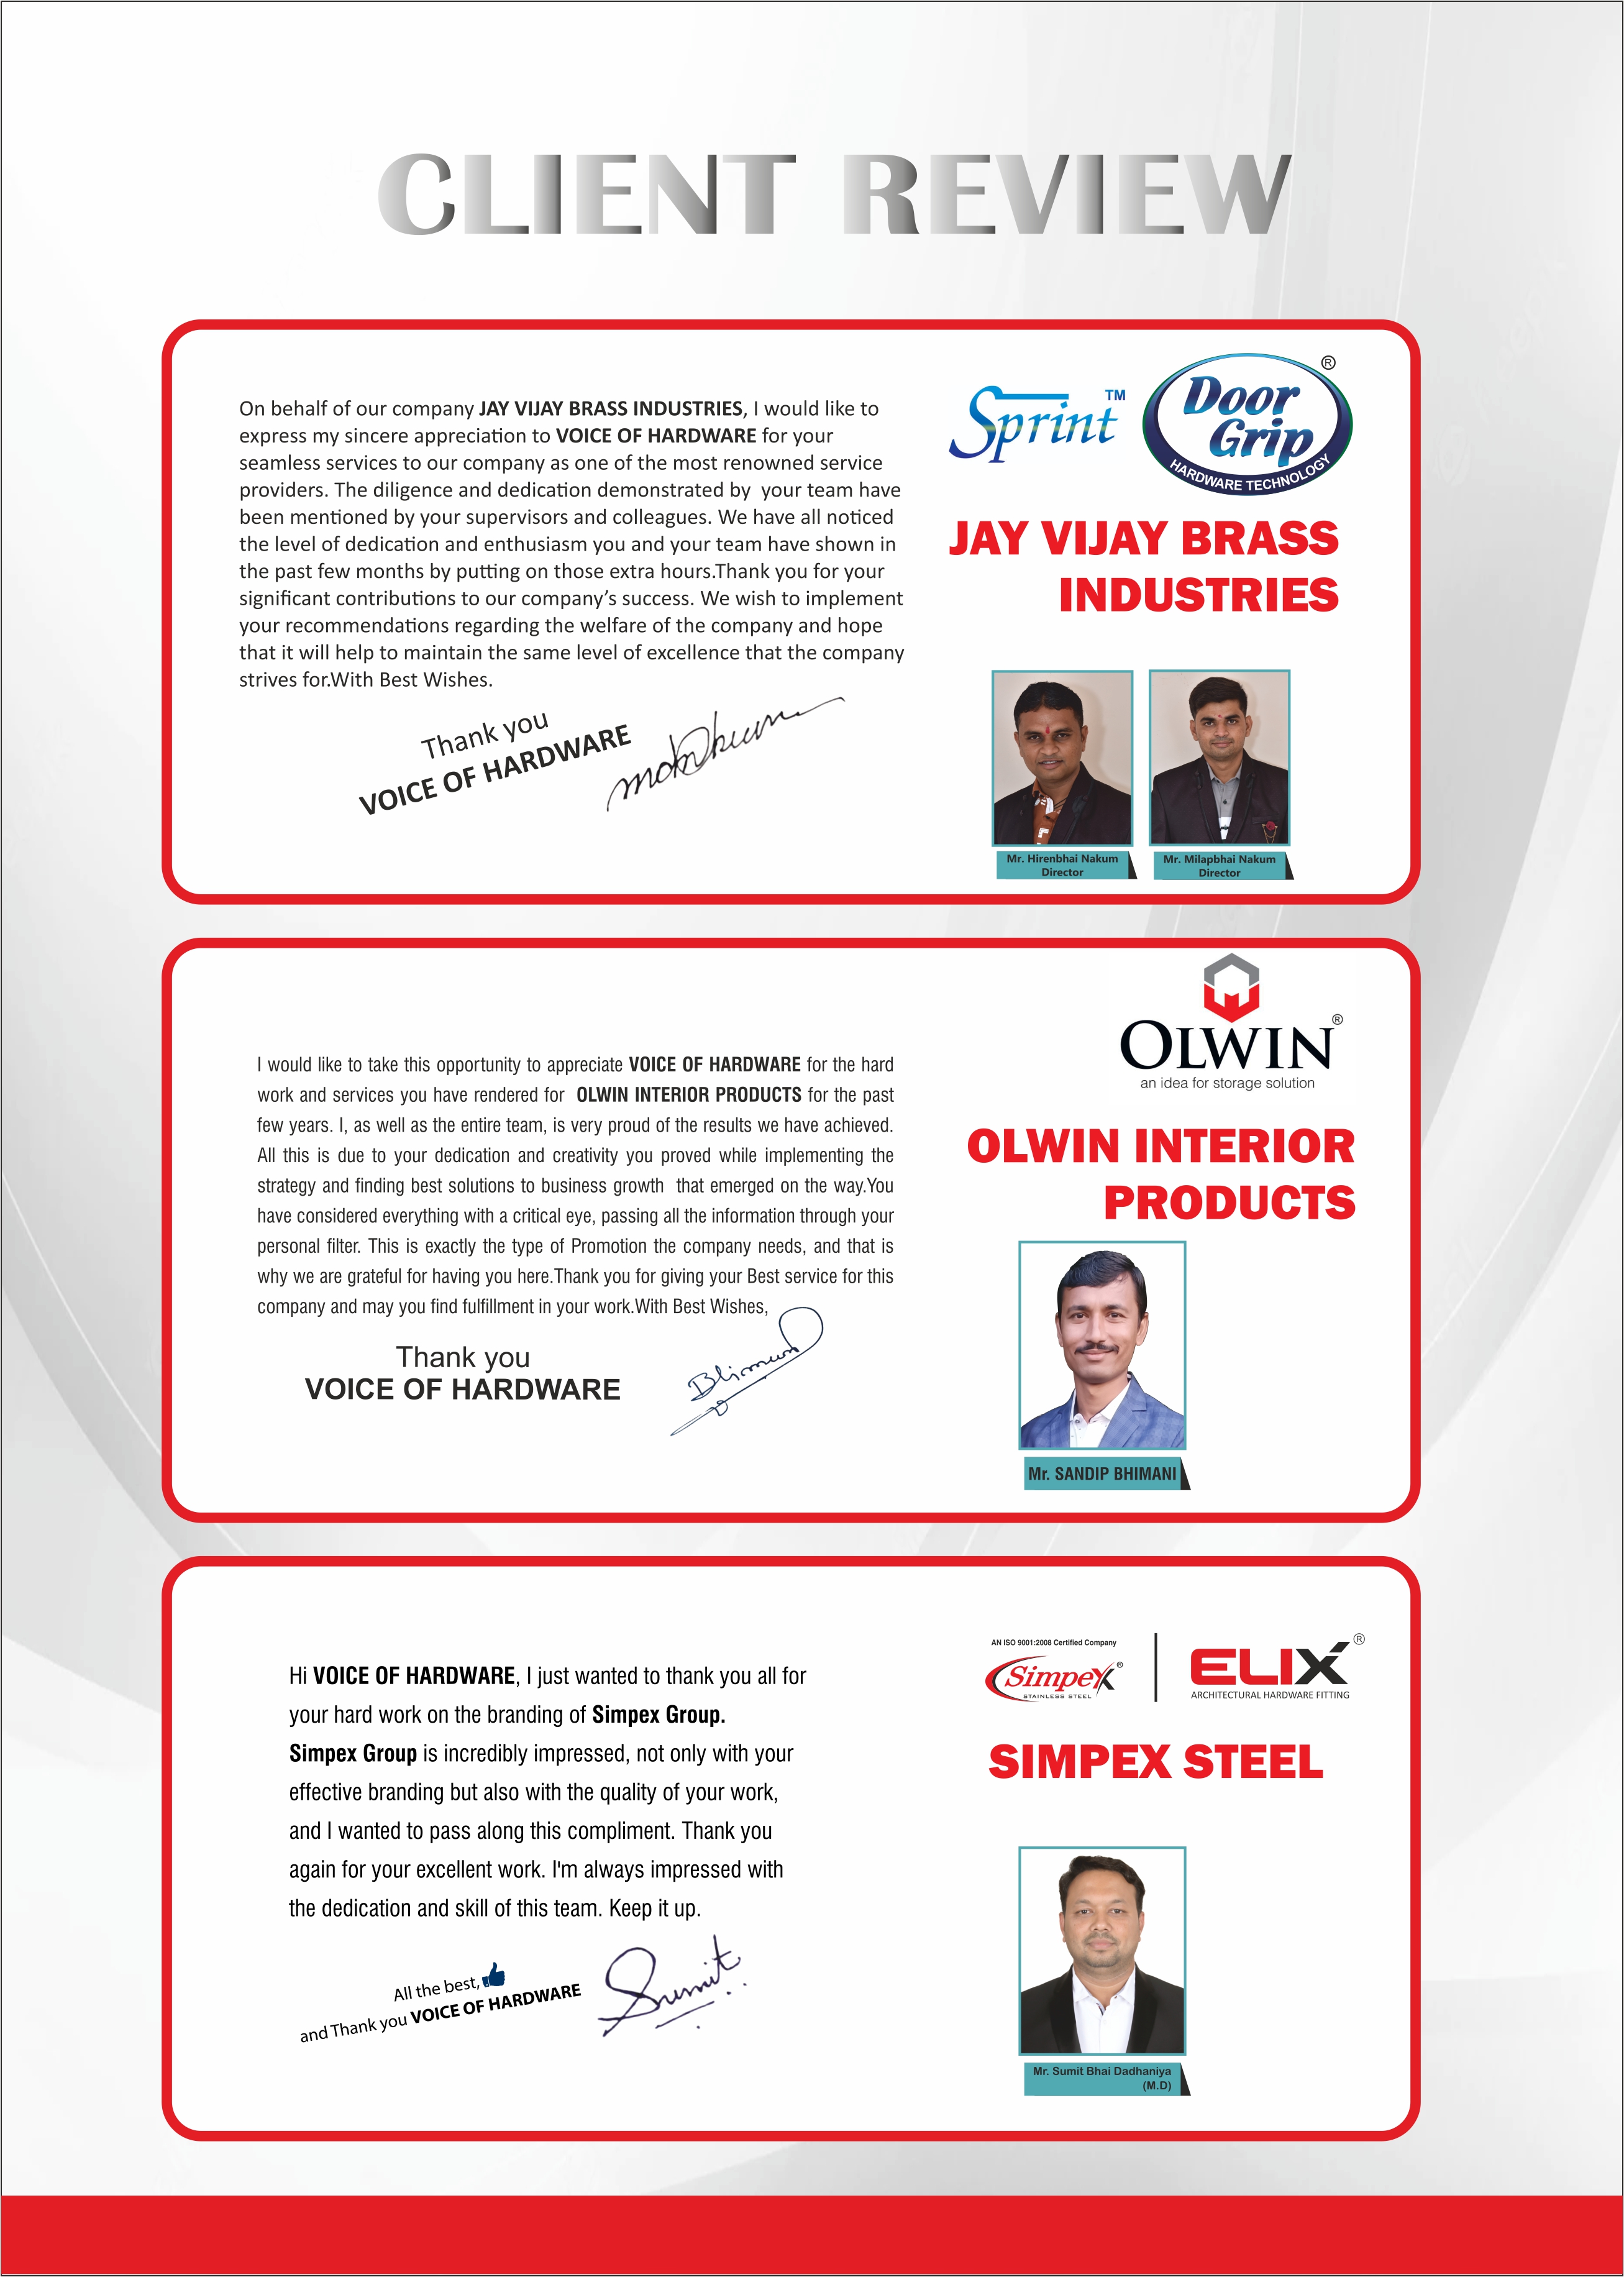 CLIENT REVIEW
On behalf of our company JAY VIJAY BRASS INDUSTRIES, I would like to
express my sincere appreciation to VOICE OF HARDWARE for your
seamless services to our company as one of the most renowned service
providers. The diligence and dedication demonstrated by your team have
been mentioned by your supervisors and colleagues. We have all noticed
the level of dedication and enthusiasm you and your team have shown in
the past few months by putting on those extra hours.Thank you for your
significant contributions to our company’s success. We wish to implement
your recommendations regarding the welfare of the company and hope
that it will help to maintain the same level of excellence that the company
strives for.With Best Wishes.
Thank you
VOICE OF HARDWARE
Sprint TM
Door
Grip ®
HARDWARE TECHNOLOGY
JAY VIJAY BRASS
INDUSTRIES
Mr. Hirenbhai Nakum
Director
Mr. Milapbhai Nakum
Director
I would like to take this opportunity to appreciate VOICE OF HARDWARE for the hard
work and services you have rendered for OLWIN INTERIOR PRODUCTS for the past
few years. I, as well as the entire team, is very proud of the results we have achieved.
All this is due to your dedication and creativity you proved while implementing the
strategy and finding best solutions to business growth that emerged on the way.You
have considered everything with a critical eye, passing all the information through your
personal filter. This is exactly the type of Promotion the company needs, and that is
why we are grateful for having you here.Thank you for giving your Best service for this
company and may you find fulfillment in your work.With Best Wishes,
Thank you
VOICE OF HARDWARE
OLWIN®
an idea for storage solution
OLWIN INTERIOR
PRODUCTS
Mr. SANDIP BHIMANI
Hi VOICE OF HARDWARE, I just wanted to thank you all for
your hard work on the branding of Simpex Group.
Simpex Group is incredibly impressed, not only with your
effective branding but also with the quality of your work,
and I wanted to pass along this compliment. Thank you
again for your excellent work. I'm always impressed with
the dedication and skill of this team. Keep it up.
All the best,
and Thank you VOICE OF HARDWARE
Sumit
AN ISO 9001:2008 Certified Company
Simpex®
STAINLESS STEEL
ELIX®
ARCHITECTURAL HARDWARE FITTING
SIMPEX STEEL
Mr. Sumit Bhai Dadhaniya
(M.D)